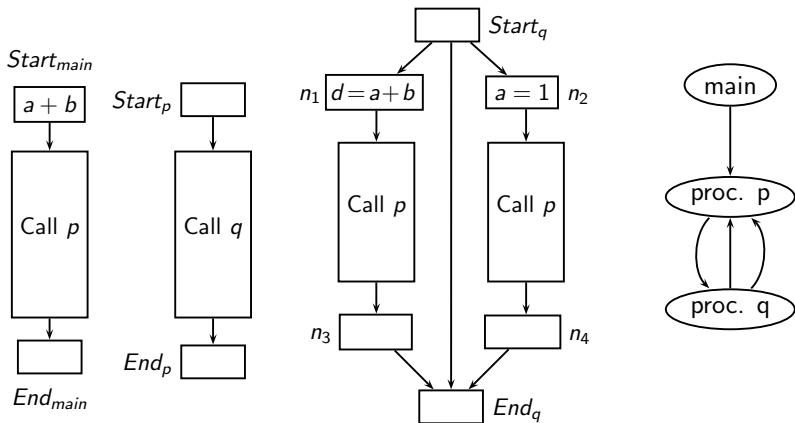 Start_q
Start_main
n_1 d = a+b
a = 1 n_2
main
a + b
Start_p
Call p
Call q
Call p
Call p
proc. p
proc. q
n_3
n_4
End_p
End_main
End_q